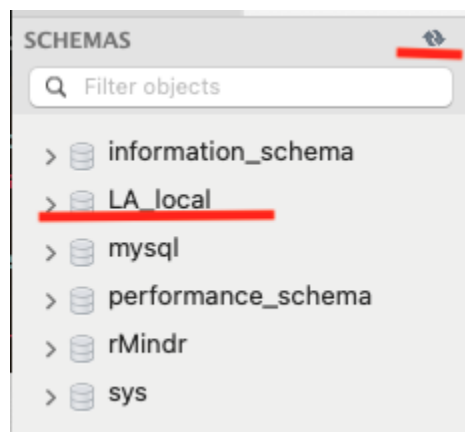 SCHEMAS
Filter objects
information_schema
LA_local
mysql
performance_schema
rMindr
sys